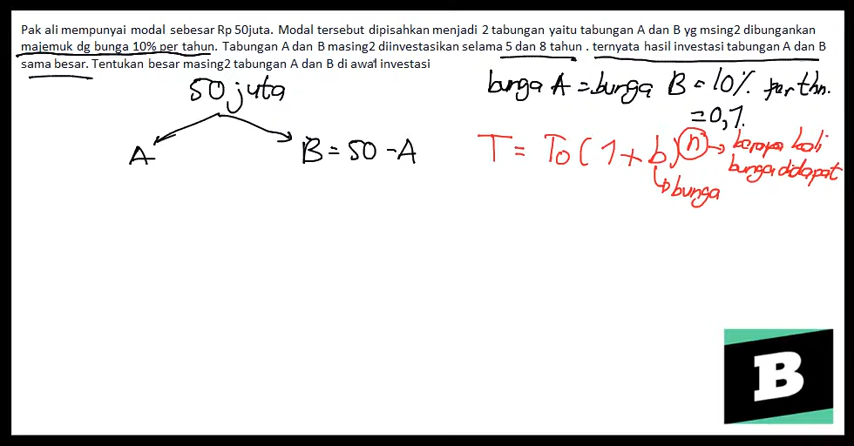 Pak ali mempunyai modal sebesar Rp 50juta. Modal tersebut dipisahkan menjadi 2 tabungan yaitu tabungan A dan B yg msing2 dibungankan
majemuk dg bunga 10% per tahun. Tabungan A dan B masing2 diinvestasikan selama 5 dan 8 tahun . ternyata hasil investasi tabungan A dan B
sama besar. Tentukan besar masing2 tabungan A dan B di awal investasi
50 juta
A
B = 50 - A
bunga A = bunga B = 10% per thn.
= 0,1.
T = To ( 1 + b ) n → berapa kali
bunga didapat
↳ bunga
B